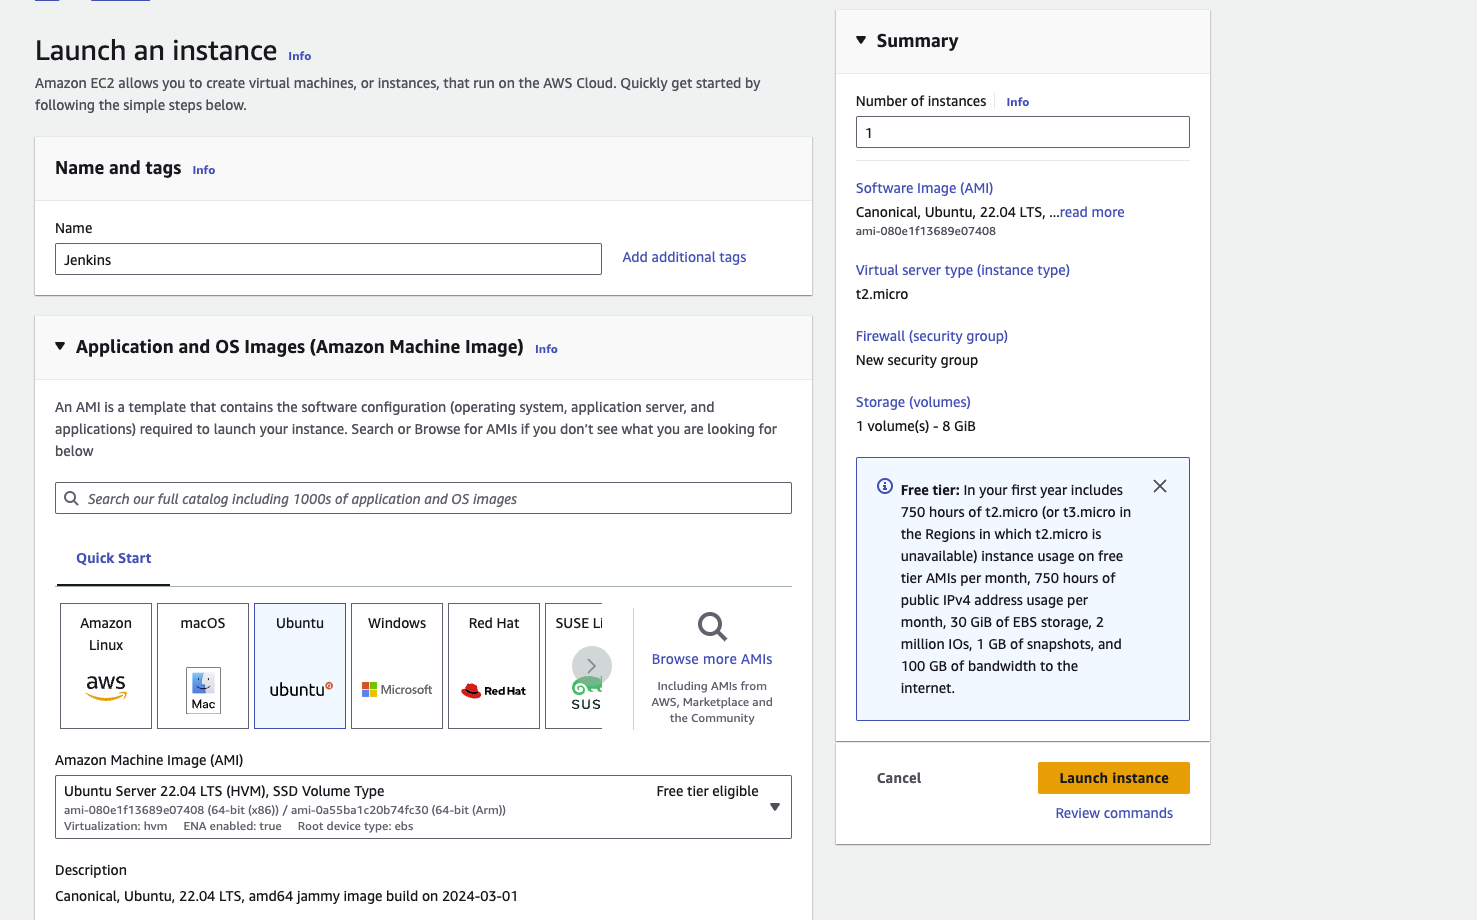 Launch an instance Info
Amazon EC2 allows you to create virtual machines, or instances, that run on the AWS Cloud. Quickly get started by
following the simple steps below.
Name and tags Info
Name
Jenkins
Add additional tags
Application and OS Images (Amazon Machine Image) Info
An AMI is a template that contains the software configuration (operating system, application server, and
applications) required to launch your instance. Search or Browse for AMIs if you don’t see what you are looking for
below
Search our full catalog including 1000s of application and OS images
Quick Start
Amazon
Linux
aws
macOS
Mac
Ubuntu
ubuntu
Windows
Microsoft
Red Hat
Red Hat
SUSE Li
SUS
Browse more AMIs
Including AMIs from
AWS, Marketplace and
the Community
Amazon Machine Image (AMI)
Ubuntu Server 22.04 LTS (HVM), SSD Volume Type
Free tier eligible
ami-080e1f13689e07408 (64-bit (x86)) / ami-0a55ba1c20b74fc30 (64-bit (Arm))
Virtualization: hvm ENA enabled: true Root device type: ebs
Description
Canonical, Ubuntu, 22.04 LTS, amd64 jammy image build on 2024-03-01
Summary
Number of instances Info
1
Software Image (AMI)
Canonical, Ubuntu, 22.04 LTS, ...read more
ami-080e1f13689e07408
Virtual server type (instance type)
t2.micro
Firewall (security group)
New security group
Storage (volumes)
1 volume(s) - 8 GiB
Free tier: In your first year includes
750 hours of t2.micro (or t3.micro in
the Regions in which t2.micro is
unavailable) instance usage on free
tier AMIs per month, 750 hours of
public IPv4 address usage per
month, 30 GiB of EBS storage, 2
million IOs, 1 GB of snapshots, and
100 GB of bandwidth to the
internet.
Cancel
Launch instance
Review commands